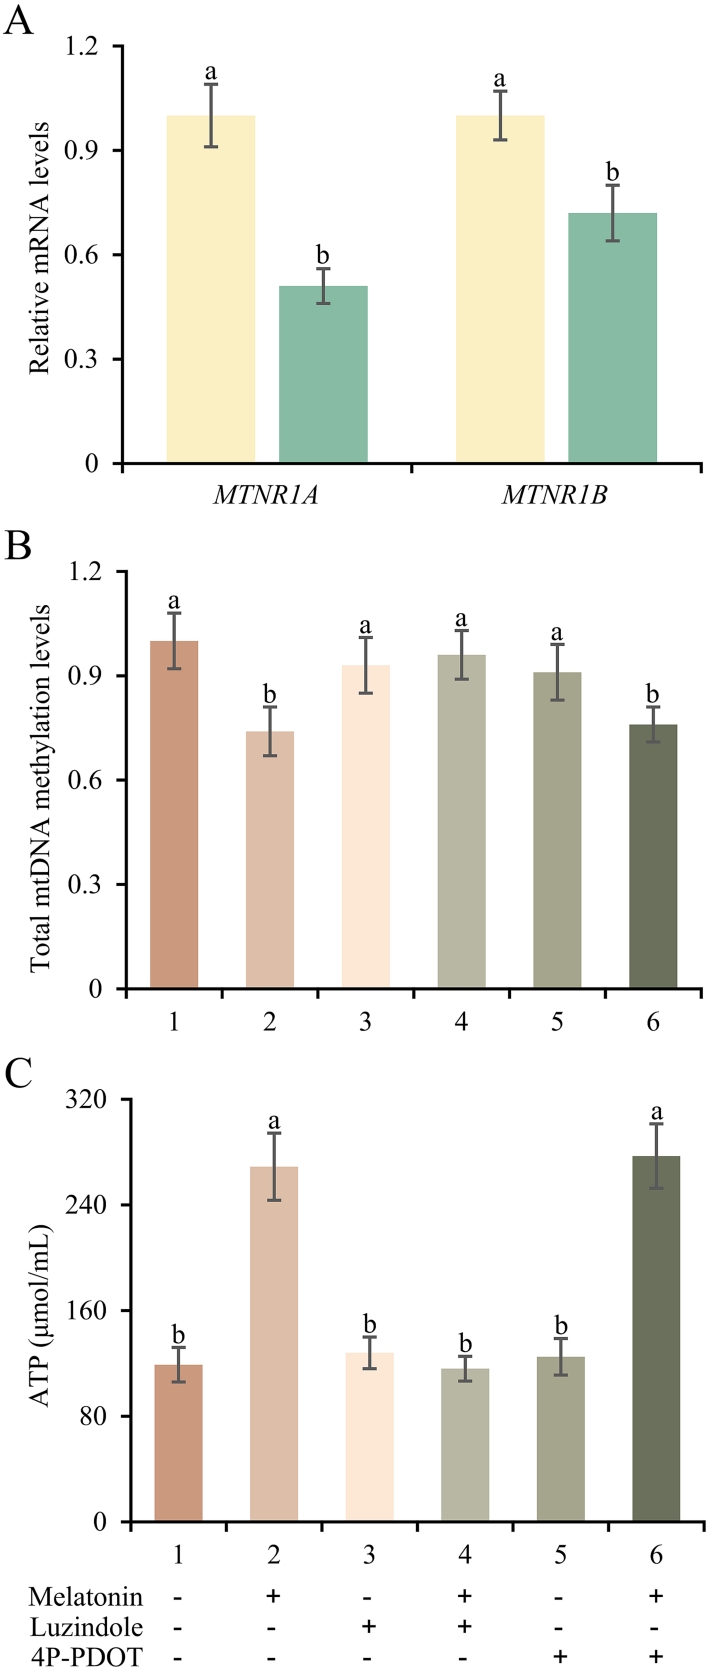 A
Relative mRNA levels
1.2
0.9
0.6
0.3
0
a
b
a
b
MTNR1A
MTNR1B
B
Total mtDNA methylation levels
1.2
0.9
0.6
0.3
0
a
b
a
a
a
b
1 2 3 4 5 6
C
ATP (µmol/mL)
320
240
160
80
0
b
a
b
b
b
a
1 2 3 4 5 6
Melatonin - + - + - +
Luzindole - - + + - -
4P-PDOT - - - - + +